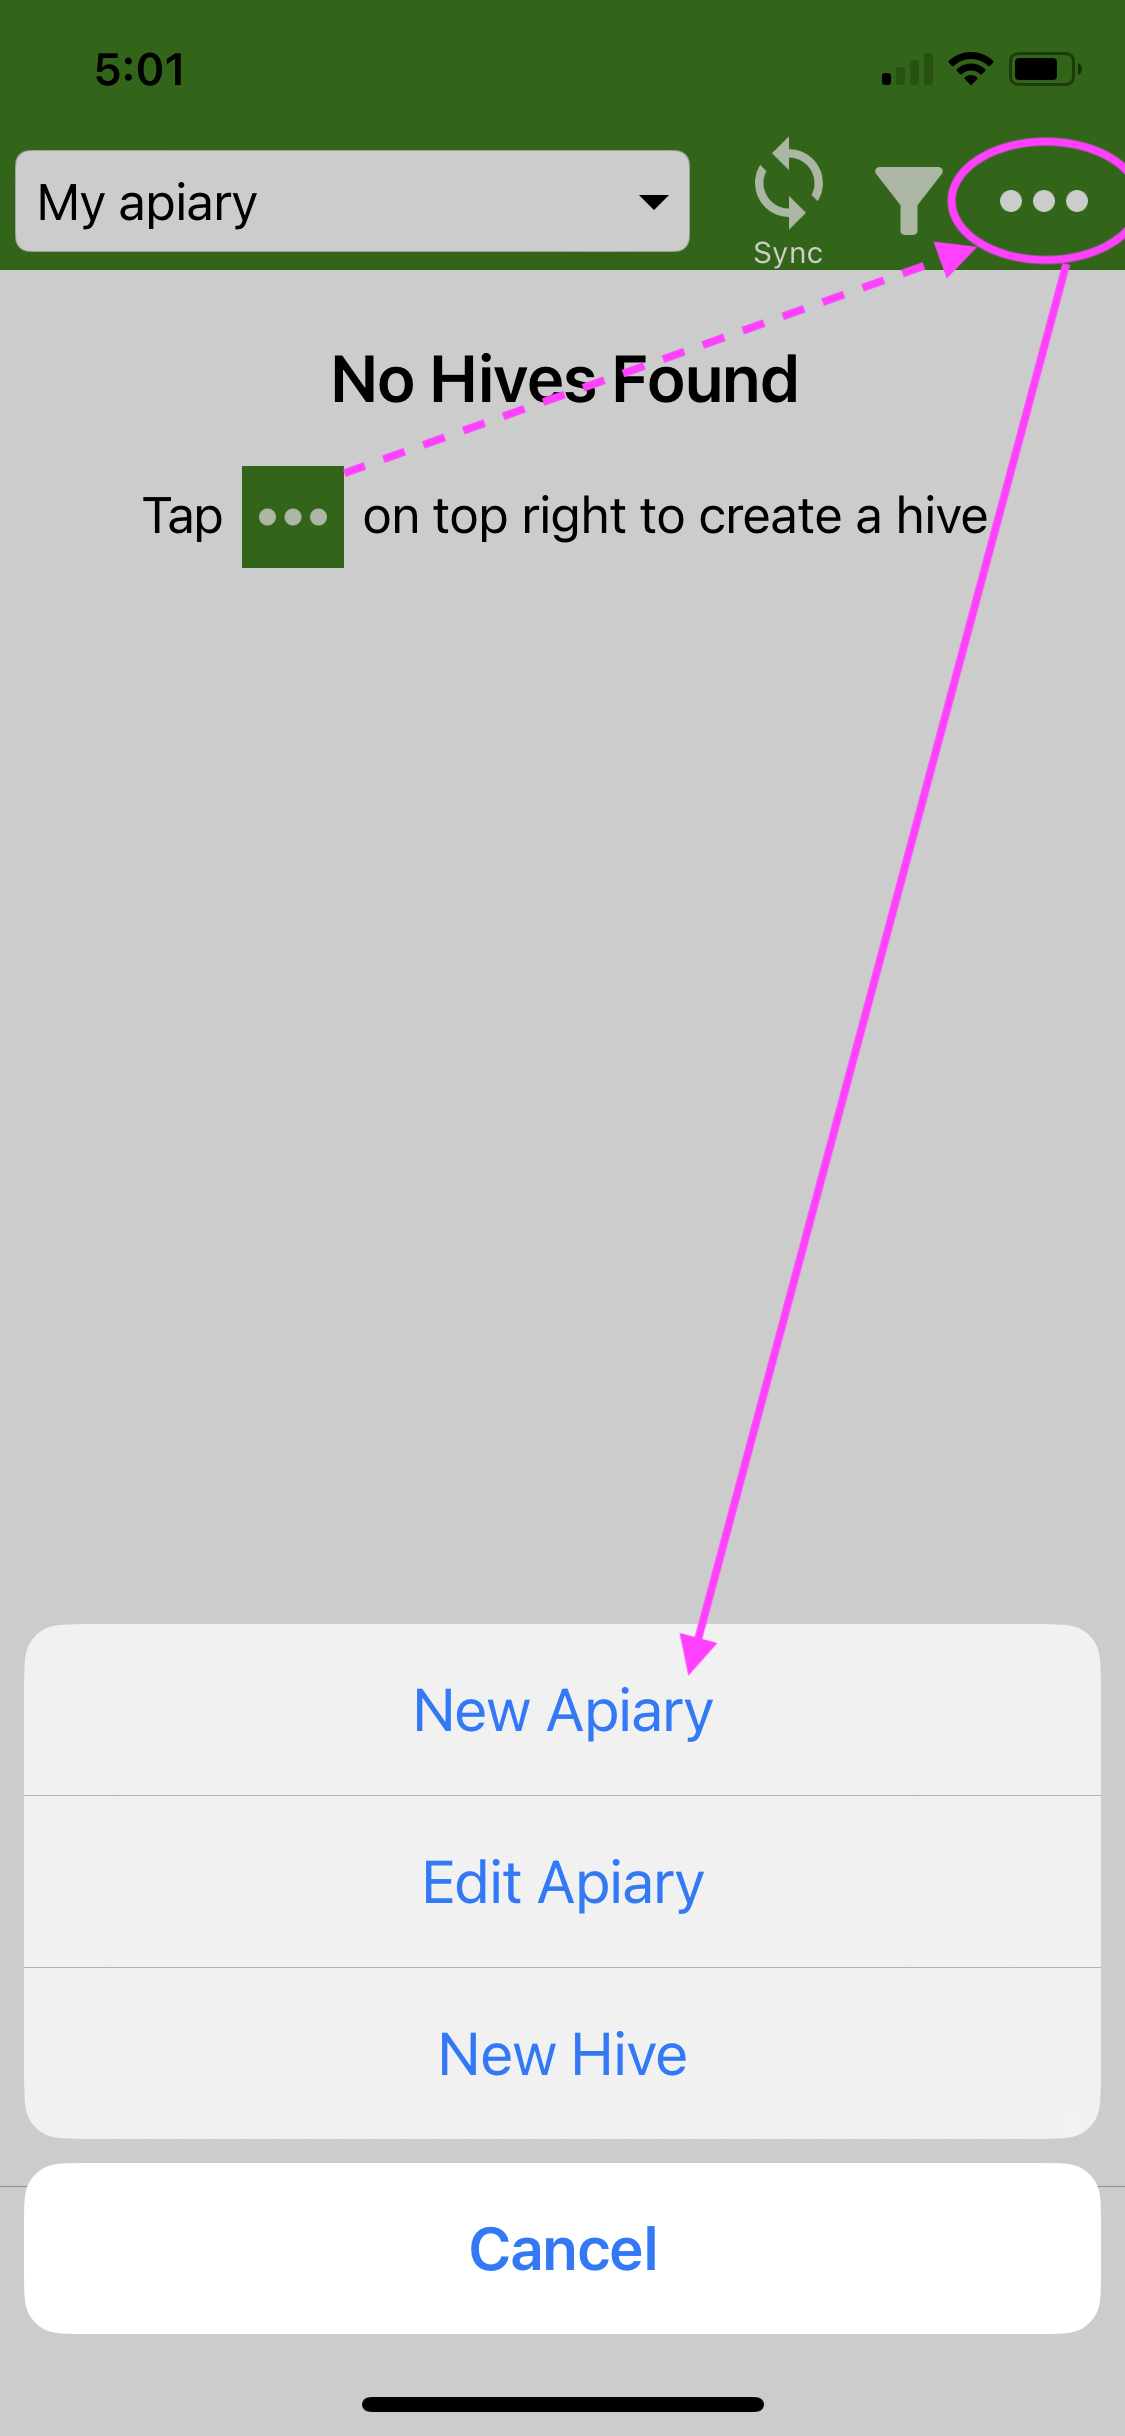 5:01
My apiary
Sync
No Hives Found
Tap ••• on top right to create a hive
New Apiary
Edit Apiary
New Hive
Cancel